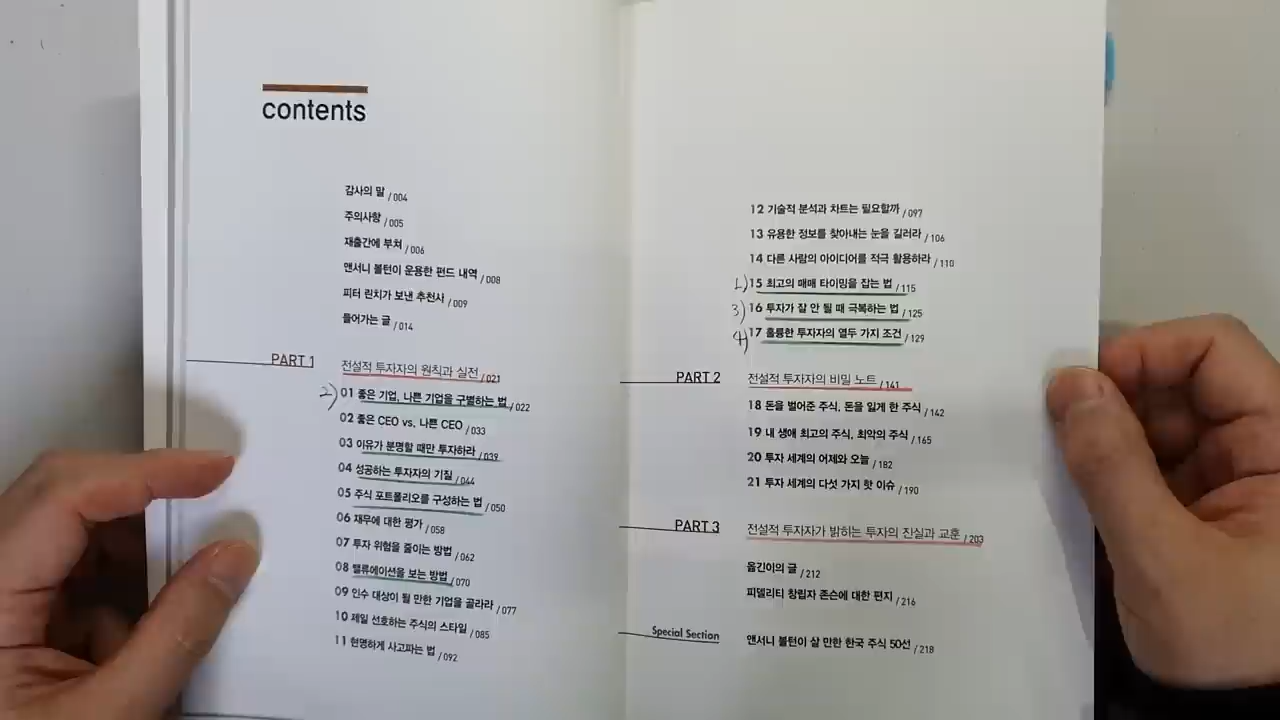 contents
감사의 말 / 004
주의사항 / 005
재출간에 부쳐 / 006
앤서니 볼턴이 운용한 펀드 내역 / 008
피터 린치가 보낸 추천사 / 009
들어가는 글 / 014
PART 1 전설적 투자자의 원칙과 실전 / 021
2) 01 좋은 기업, 나쁜 기업을 구별하는 법 / 022
02 좋은 CEO vs. 나쁜 CEO / 033
03 이유가 분명할 때만 투자하라 / 039
04 성공하는 투자자의 기질 / 044
05 주식 포트폴리오를 구성하는 법 / 050
06 재무에 대한 평가 / 058
07 투자 위험을 줄이는 방법 / 062
08 밸류에이션을 보는 방법 / 070
09 인수 대상이 될 만한 기업을 골라라 / 077
10 제일 선호하는 주식의 스타일 / 085
11 현명하게 사고파는 법 / 092
12 기술적 분석과 차트는 필요할까 / 097
13 유용한 정보를 찾아내는 눈을 길러라 / 106
14 다른 사람의 아이디어를 적극 활용하라 / 110
1) 15 최고의 매매 타이밍을 잡는 법 / 115
3) 16 투자가 잘 안 될 때 극복하는 법 / 125
4) 17 훌륭한 투자자의 열두 가지 조건 / 129
PART 2 전설적 투자자의 비밀 노트 / 141
18 돈을 벌어준 주식, 돈을 잃게 한 주식 / 142
19 내 생애 최고의 주식, 최악의 주식 / 165
20 투자 세계의 어제와 오늘 / 182
21 투자 세계의 다섯 가지 핫 이슈 / 190
PART 3 전설적 투자자가 밝히는 투자의 진실과 교훈 / 203
옮긴이의 글 / 212
피델리티 창립자 존슨에 대한 편지 / 216
Special Section 앤서니 볼턴이 살 만한 한국 주식 50선 / 218